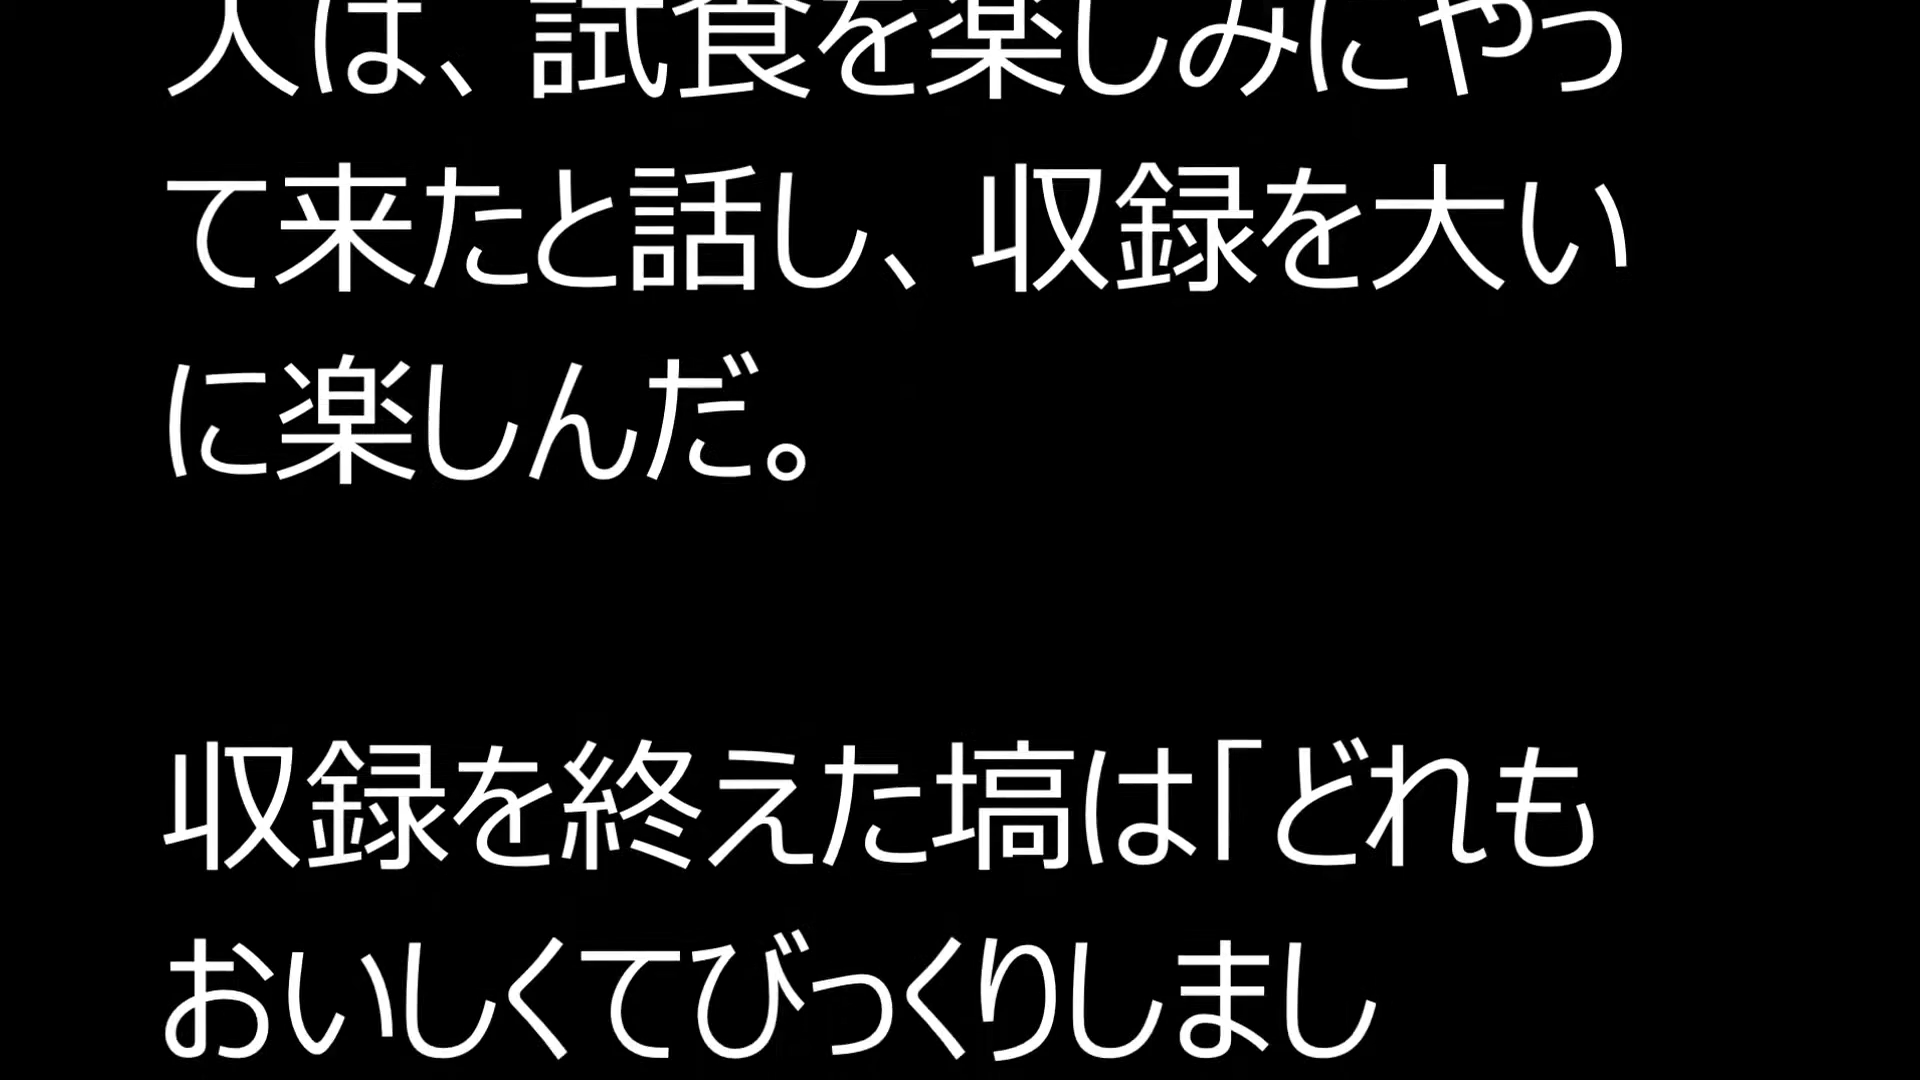 人は、試食を楽しみにやっ
て来たと話し、収録を大い
に楽しんだ。
収録を終えた塙は「どれも
おいしくてびっくりしまし